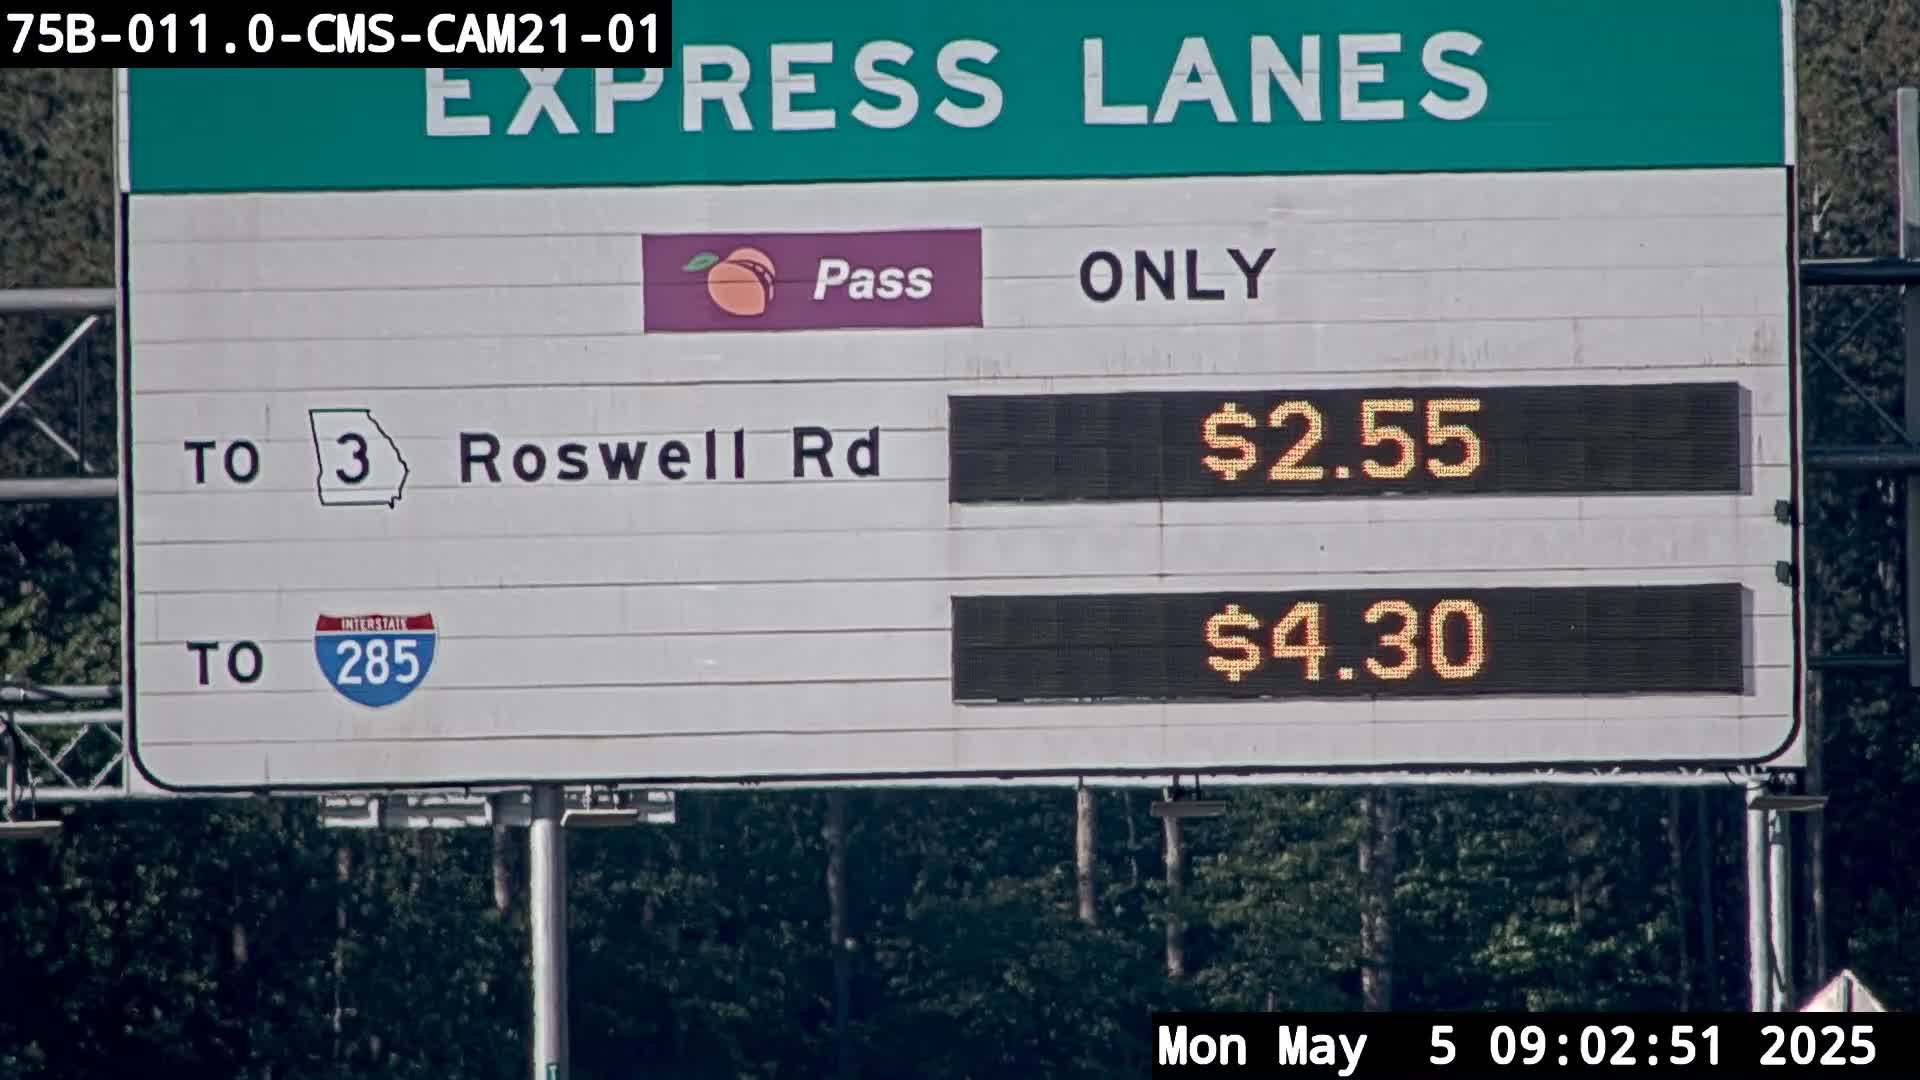 75B-011.0-CMS-CAM21-01
EXPRESS LANES
Pass ONLY
TO 3 Roswell Rd $2.55
TO INTERSTATE 285 $4.30
Mon May 5 09:02:51 2025